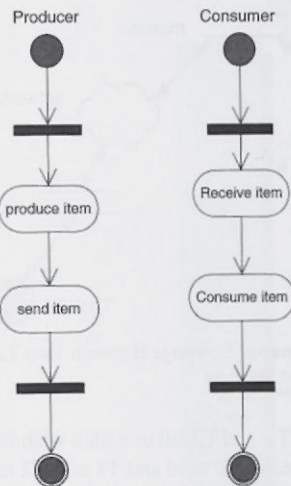 Producer
Consumer
produce item
Receive item
send item
Consume item